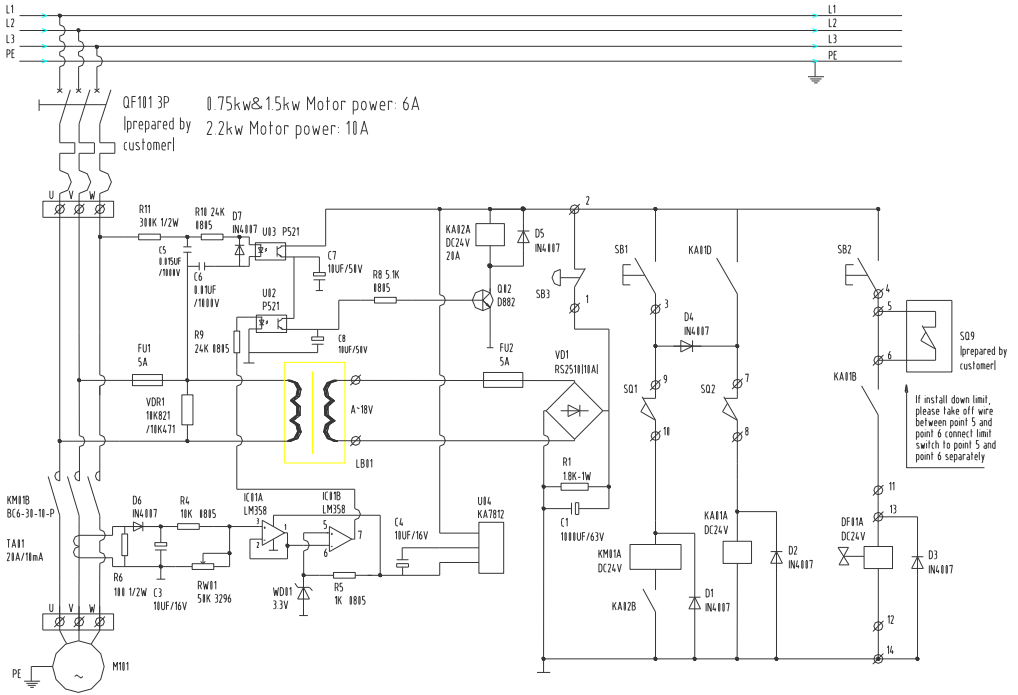 L1
L1
L2
L2
L3
L3
PE
PE
QF101 3P
|prepared by
customer|
0.75kw&1.5kw Motor power: 6A
2.2kw Motor power: 10A
U V W
R11
300K 1/2W
R10 24K
0805
D7
IN4007
U03 P521
C5
0.015UF
/1000V
C6
0.01UF
/1000V
C7
10UF/50V
KA02A
DC24V
20A
D5
IN4007
2
SB1
KA01D
SB2
R8 5.1K
0805
Q02
D882
SB3
1
3
4
5
U02
P521
R9
24K 0805
C8
10UF/50V
D4
IN4007
6
SQ9
|prepared by
customer|
FU1
5A
FU2
5A
VD1
RS2510|10A|
VDR1
10K821
/10K471
A~18V
LB01
SQ1
9
10
SQ2
7
8
KA01B
If install down limit,
please take off wire
between point 5 and
point 6 connect limit
switch to point 5 and
point 6 separately
R1
1.8K-1W
C1
1000UF/63V
11
13
KM01B
BC6-30-10-P
TA01
20A/10mA
D6
IN4007
R4
10K 0805
IC01A
LM358
3
2
1
IC01B
LM358
5
6
7
C4
10UF/16V
U04
KA7812
R6
100 1/2W
C3
10UF/16V
RW01
50K 3296
WD01
3.3V
R5
1K 0805
KM01A
DC24V
KA01A
DC24V
DF01A
DC24V
D2
IN4007
D3
IN4007
KA02B
D1
IN4007
12
14
U V W
PE
M101
~